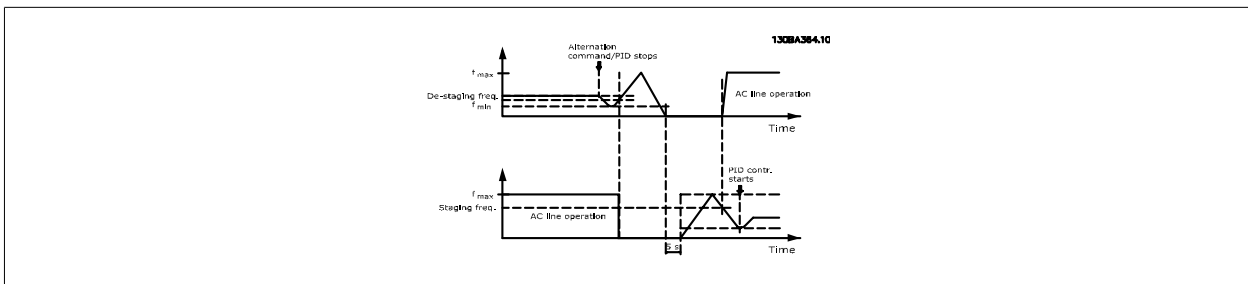 130BA364.10
Alternation
command/PID stops
f max
De-staging freq.
f min
AC line operation
Time
PID contr.
starts
f max
Staging freq.
AC line operation
5 s
Time